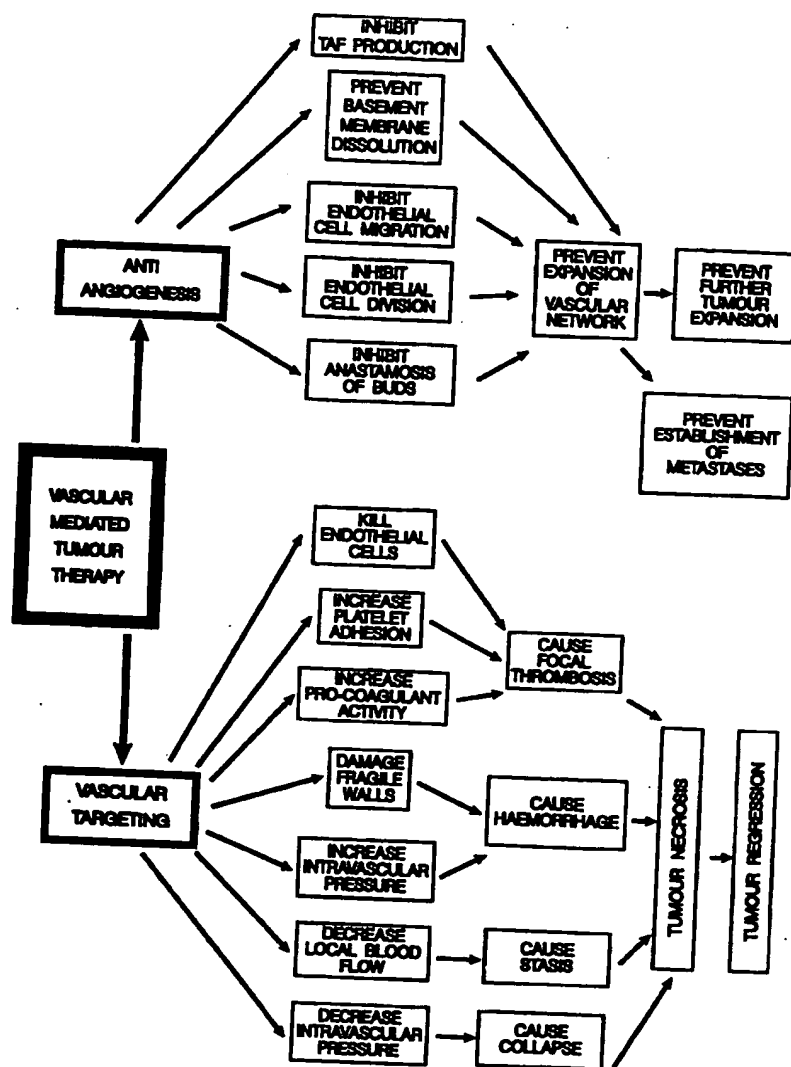 INHIBIT
TAF PRODUCTION
PREVENT
BASEMENT
MEMBRANE
DISSOLUTION
INHIBIT
ENDOTHELIAL
CELL MIGRATION
ANTI
ANGIOGENESIS
INHIBIT
ENDOTHELIAL
CELL DIVISION
INHIBIT
ANASTAMOSIS
OF BUDS
PREVENT
EXPANSION
OF
VASCULAR
NETWORK
PREVENT
FURTHER
TUMOUR
EXPANSION
PREVENT
ESTABLISHMENT
OF
METASTASES
VASCULAR
MEDIATED
TUMOUR
THERAPY
KILL
ENDOTHELIAL
CELLS
INCREASE
PLATELET
ADHESION
INCREASE
PRO-COAGULANT
ACTIVITY
CAUSE
FOCAL
THROMBOSIS
VASCULAR
TARGETING
DAMAGE
FRAGILE
WALLS
INCREASE
INTRAVASCULAR
PRESSURE
CAUSE
HAEMORRHAGE
DECREASE
LOCAL BLOOD
FLOW
CAUSE
STASIS
DECREASE
INTRAVASCULAR
PRESSURE
CAUSE
COLLAPSE
TUMOUR NECROSIS
TUMOUR REGRESSION